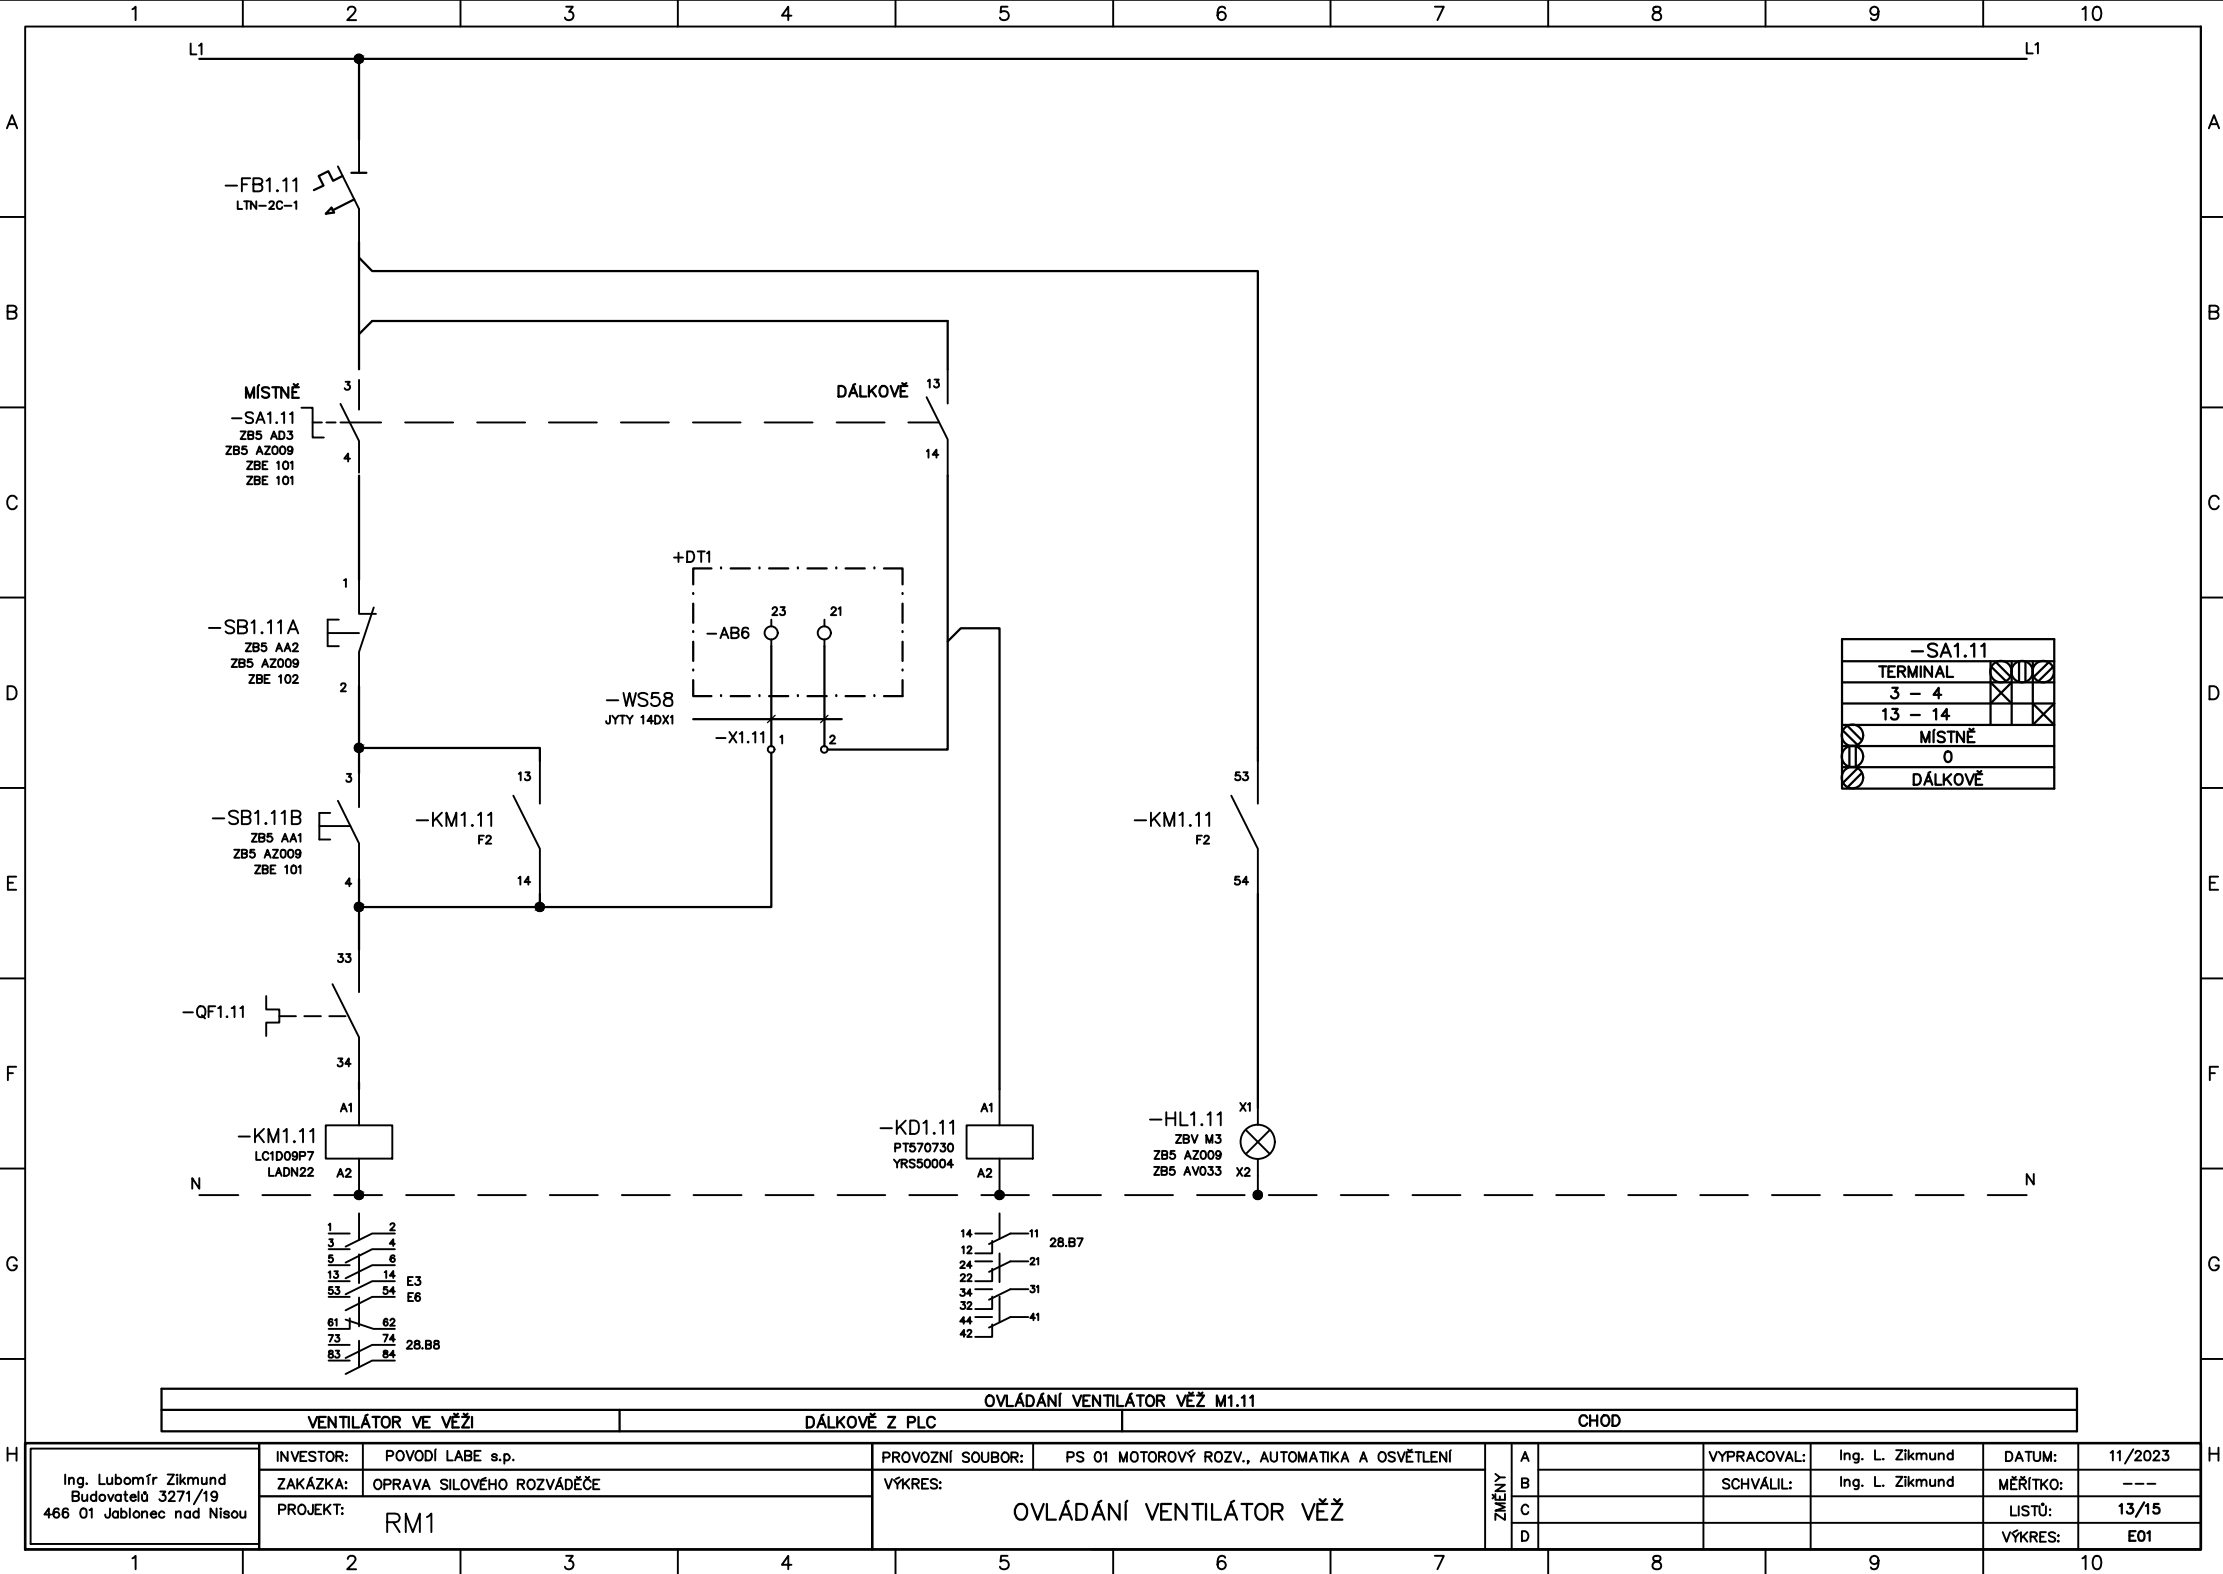 1 2 3 4 5 6 7 8 9 10
L1 L1
A A
-FB1.11
LTN-2C-1
B B
MÍSTNĚ 3 DÁLKOVĚ 13
-SA1.11
ZB5 AD3
ZB5 AZ009
ZBE 101
ZBE 101
4 14
C C
+DT1
1
23 21
-SB1.11A
ZB5 AA2
ZB5 AZ009
ZBE 102
-AB6
2
-SA1.11
TERMINAL
3 - 4
13 - 14
MÍSTNĚ
0
DÁLKOVĚ
D D
-WS58
JYTY 14DX1
-X1.11 1 2
3 13 53
-SB1.11B
ZB5 AA1
ZB5 AZ009
ZBE 101
-KM1.11
F2
-KM1.11
F2
4 14 54
E E
33
-QF1.11
34
F F
A1 A1 X1
-KM1.11
LC1D09P7
LADN22
A2
-KD1.11
PT570730
YRS50004
A2
-HL1.11
ZBV M3
ZB5 AZ009
ZB5 AV033
X2
N N
1 2
3 4
5 6
13 14 E3
53 54 E6
61 62
73 74 28.B8
83 84
14 11 28.B7
12
24 21
22
34 31
32
44 41
42
G G
OVLÁDÁNÍ VENTILÁTOR VĚŽ M1.11
VENTILÁTOR VE VĚŽI DÁLKOVĚ Z PLC CHOD
H H
Ing. Lubomír Zikmund
Budovatelů 3271/19
466 01 Jablonec nad Nisou
INVESTOR: POVODÍ LABE s.p.
ZAKÁZKA: OPRAVA SILOVÉHO ROZVÁDĚČE
PROJEKT: RM1
PROVOZNÍ SOUBOR: PS 01 MOTOROVÝ ROZV., AUTOMATIKA A OSVĚTLENÍ
VÝKRES:
OVLÁDÁNÍ VENTILÁTOR VĚŽ
ZMĚNY
A
B
C
D
VYPRACOVAL: Ing. L. Zikmund
SCHVÁLIL: Ing. L. Zikmund
DATUM: 11/2023
MĚŘÍTKO: ---
LISTŮ: 13/15
VÝKRES: E01
1 2 3 4 5 6 7 8 9 10